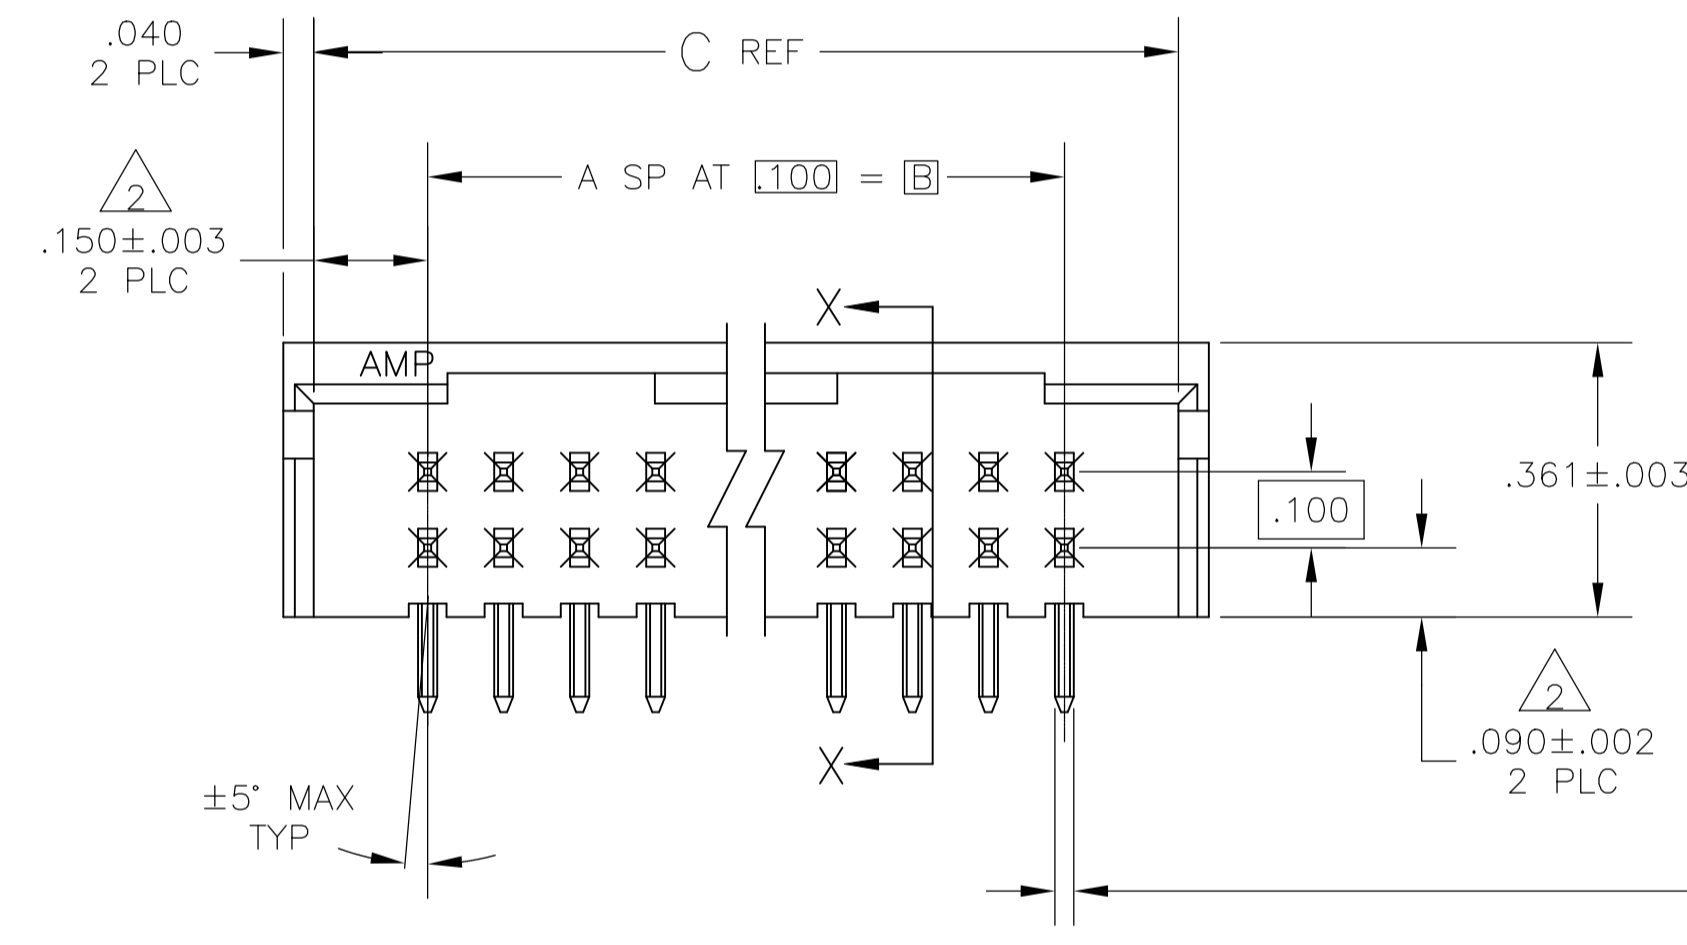 .040
2 PLC
C REF
A SP AT .100 = B
2
.150±.003
2 PLC
X
AMP
.361±.003
.100
2
.090±.002
2 PLC
X
±5° MAX
TYP